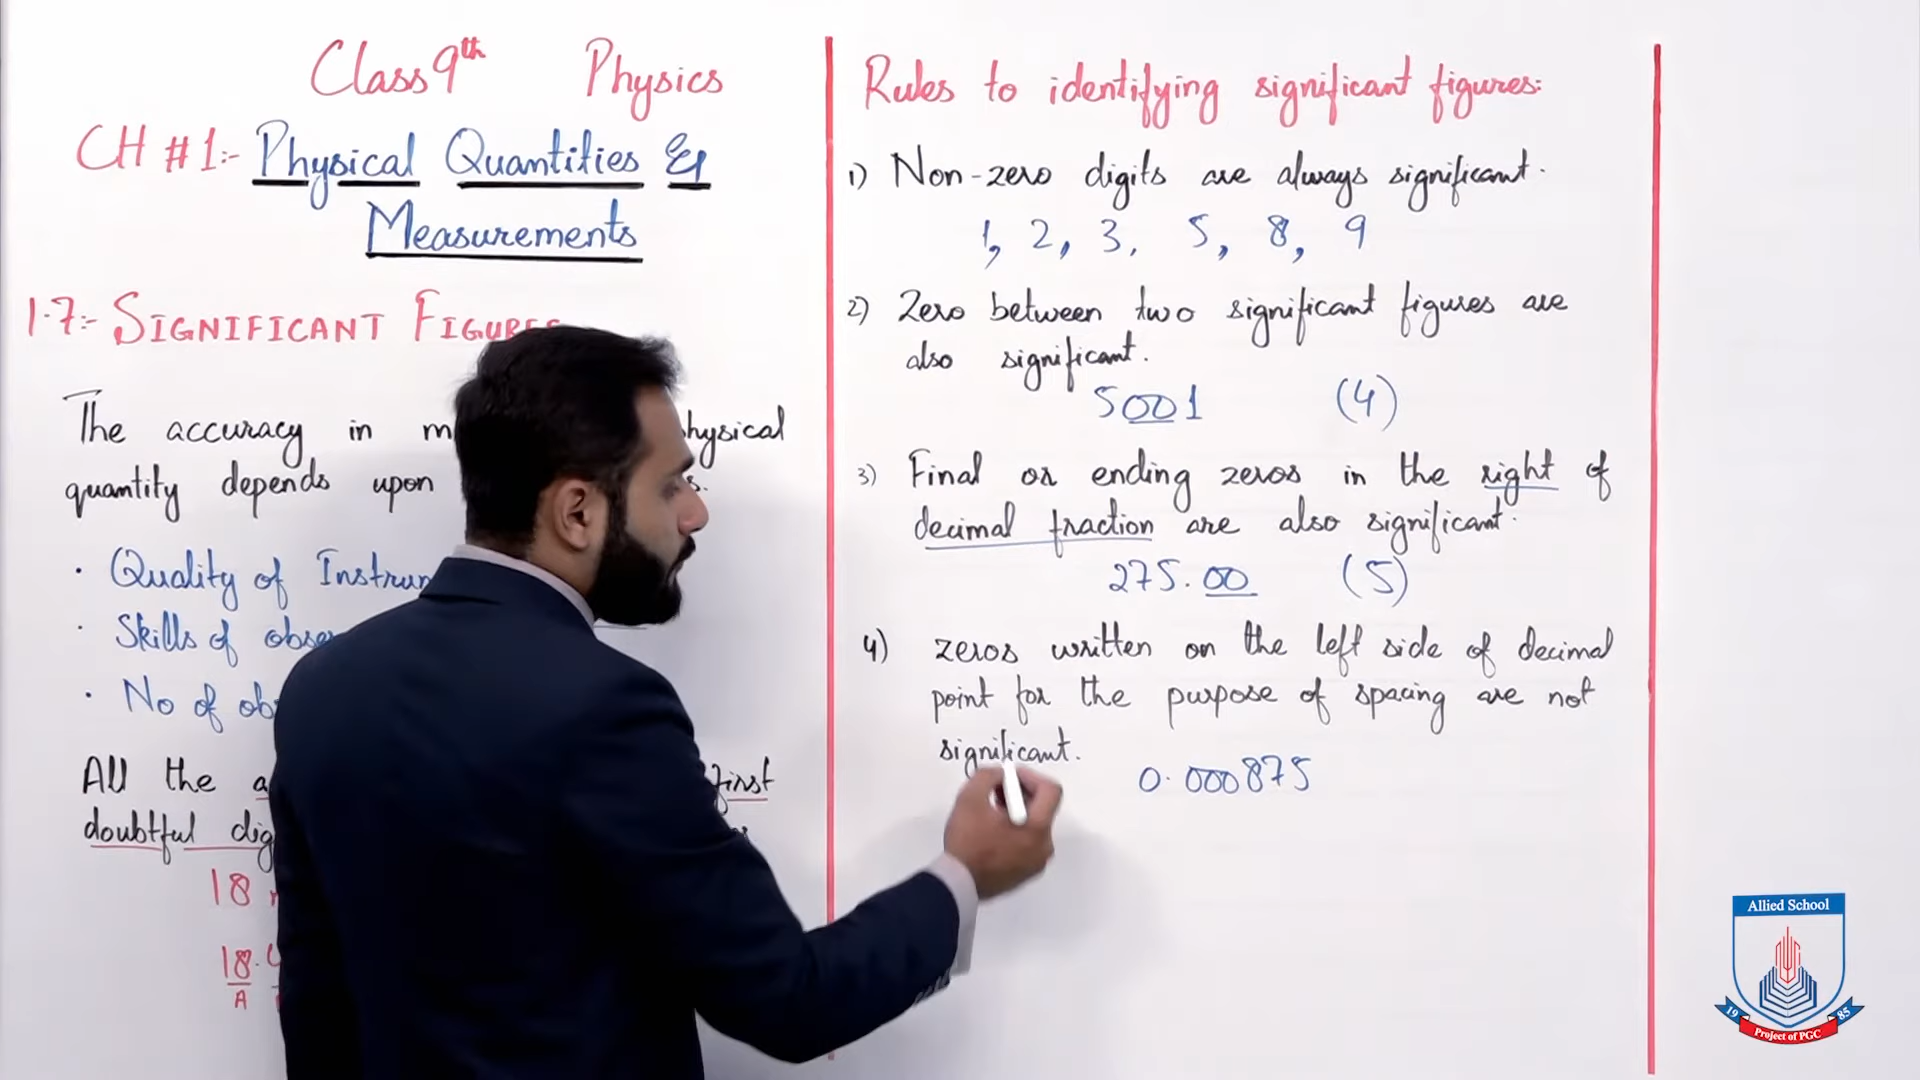 Class 9th Physics
CH # 1:- Physical Quantities &
Measurements
1.7:- SIGNIFICANT FIGURES
The accuracy in physical
quantity depends upon
· Quality of
· Skills of
· No of
All the first
doubtful
18
18.
A
Rules to identifying significant figures:
1) Non-zero digits are always significant.
1, 2, 3, 5, 8, 9
2) Zero between two significant figures are
also significant.
5001 (4)
3) Final or ending zeros in the right of
decimal fraction are also significant.
275.00 (5)
4) zeros written on the left side of decimal
point for the purpose of spacing are not
significant.
0.000875
Allied School
19 85
Project of PGC